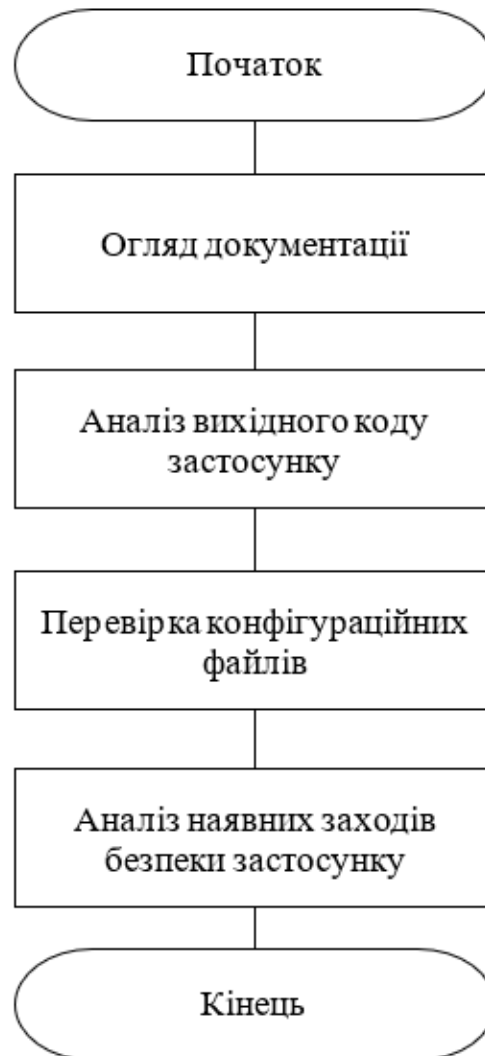 Початок
Огляд документації
Аналіз вихідного коду
застосунку
Перевірка конфігураційних
файлів
Аналіз наявних заходів
безпеки застосунку
Кінець